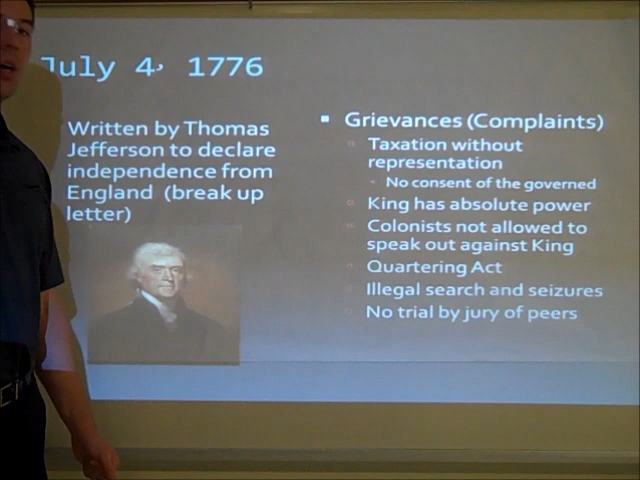 July 4, 1776
Written by Thomas
Jefferson to declare
independence from
England (break up
letter)
Grievances (Complaints)
Taxation without
representation
No consent of the governed
King has absolute power
Colonists not allowed to
speak out against King
Quartering Act
Illegal search and seizures
No trial by jury of peers